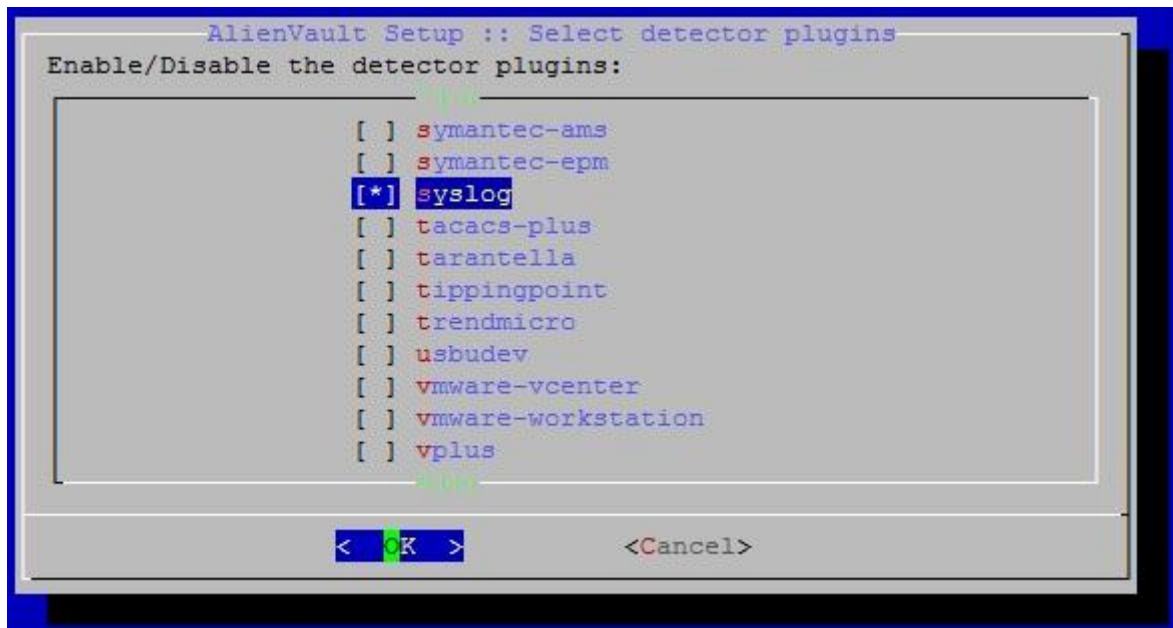 AlienVault Setup :: Select detector plugins
Enable/Disable the detector plugins:
[ ] symantec-ams
[ ] symantec-epm
[*] syslog
[ ] tacacs-plus
[ ] tarantella
[ ] tippingpoint
[ ] trendmicro
[ ] usbudev
[ ] vmware-vcenter
[ ] vmware-workstation
[ ] vplus
< OK > <Cancel>